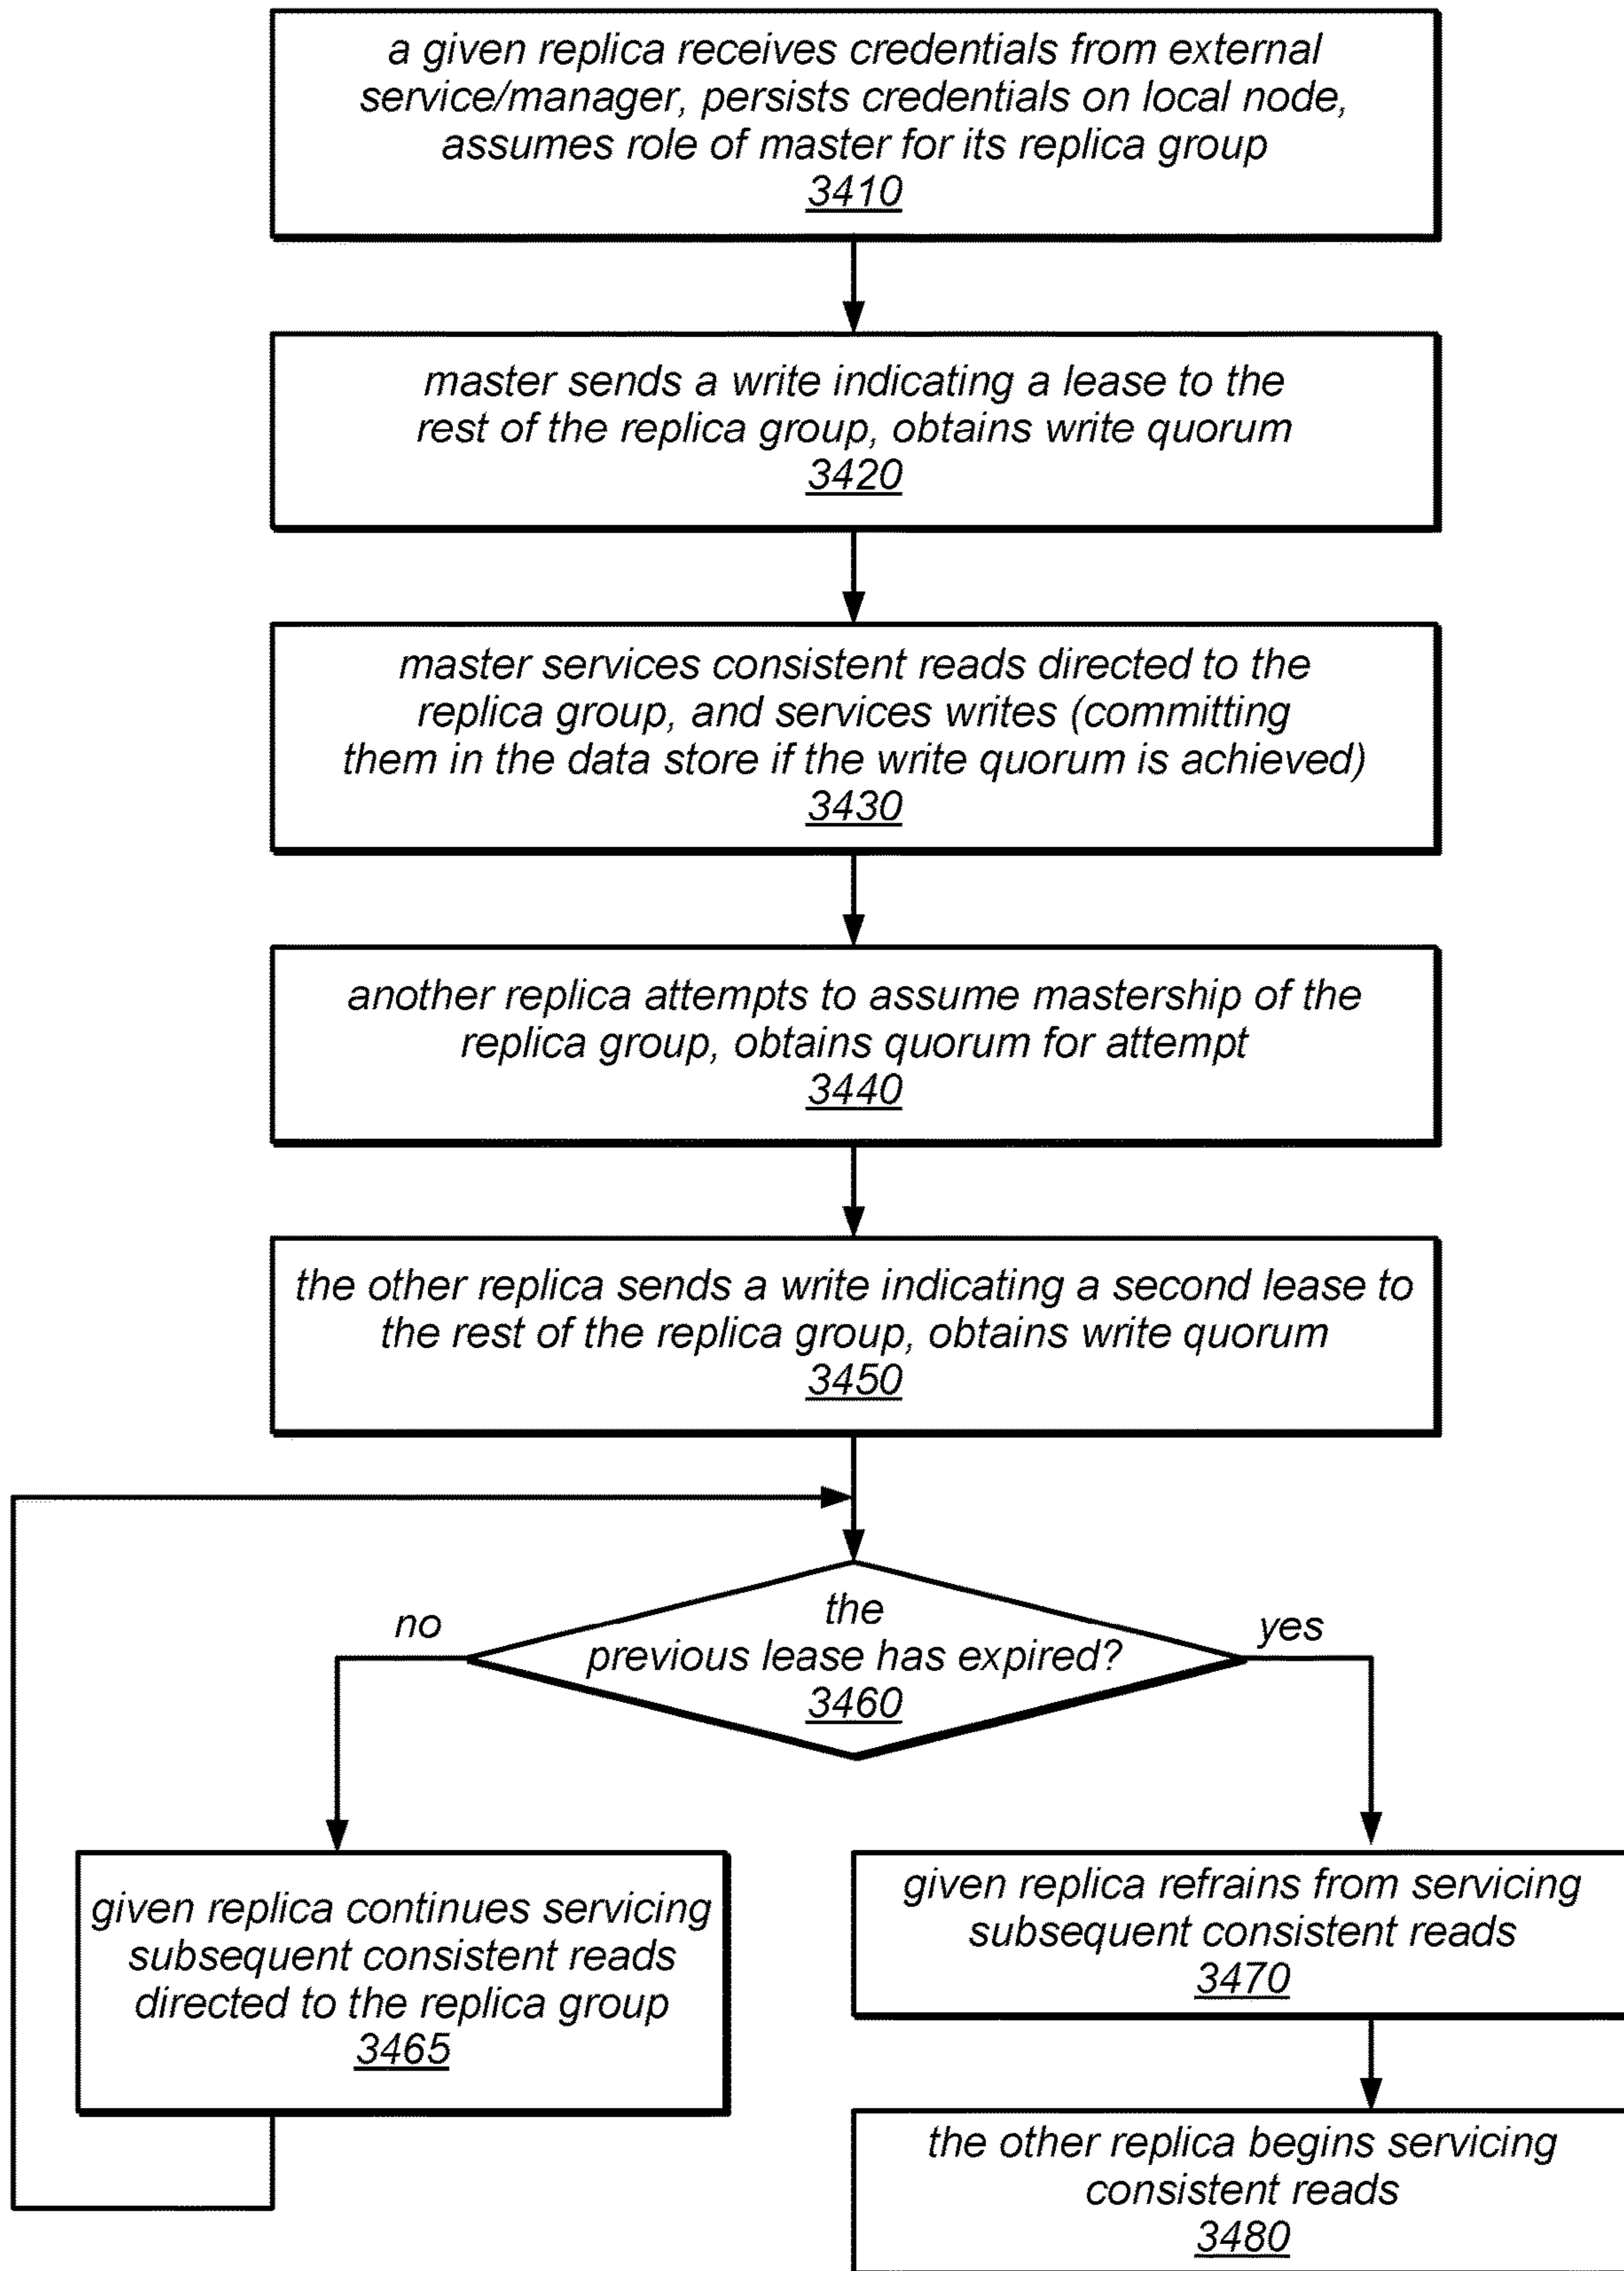 a given replica receives credentials from external
service/manager, persists credentials on local node,
assumes role of master for its replica group
3410
master sends a write indicating a lease to the
rest of the replica group, obtains write quorum
3420
master services consistent reads directed to the
replica group, and services writes (committing
them in the data store if the write quorum is achieved)
3430
another replica attempts to assume mastership of the
replica group, obtains quorum for attempt
3440
the other replica sends a write indicating a second lease to
the rest of the replica group, obtains write quorum
3450
the
previous lease has expired?
3460
no
yes
given replica continues servicing
subsequent consistent reads
directed to the replica group
3465
given replica refrains from servicing
subsequent consistent reads
3470
the other replica begins servicing
consistent reads
3480